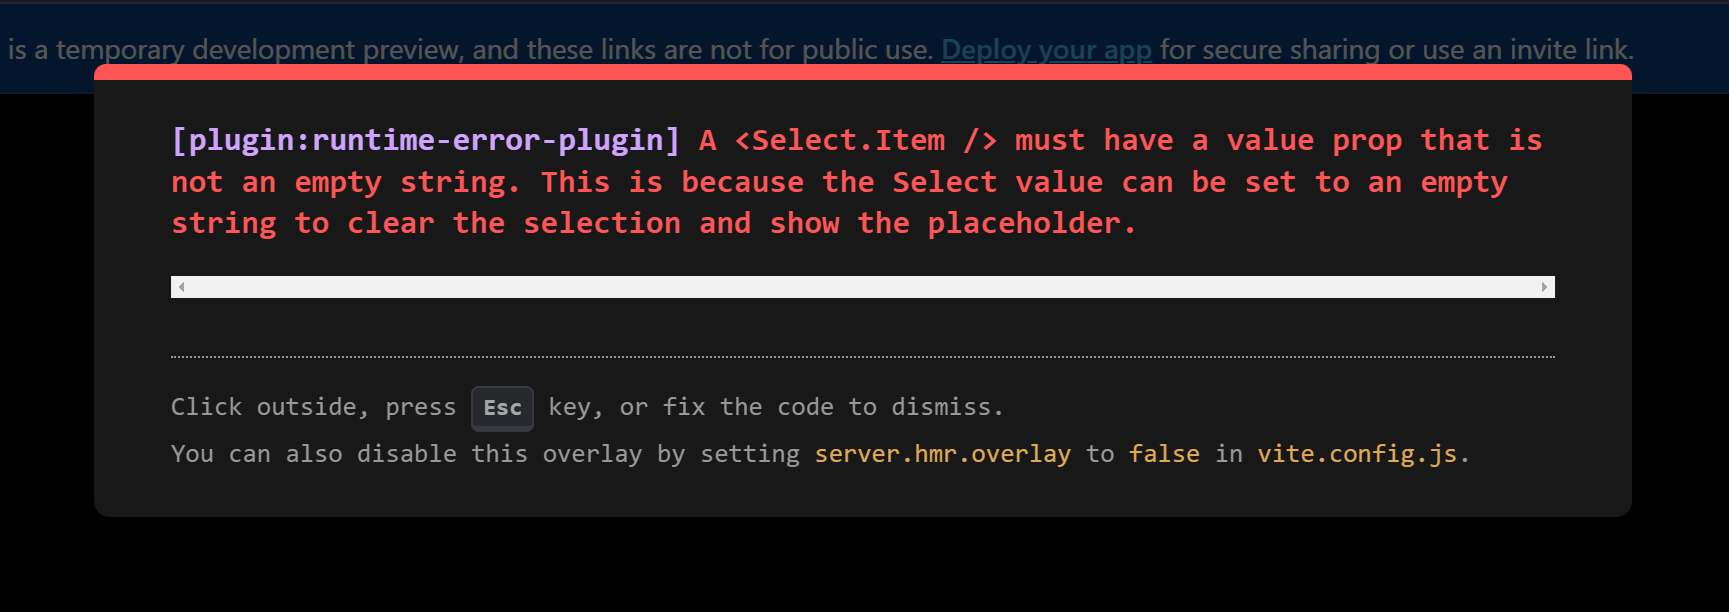 is a temporary development preview, and these links are not for public use. Deploy your app for secure sharing or use an invite link.
[plugin:runtime-error-plugin] A <Select.Item /> must have a value prop that is
not an empty string. This is because the Select value can be set to an empty
string to clear the selection and show the placeholder.
Click outside, press Esc key, or fix the code to dismiss.
You can also disable this overlay by setting server.hmr.overlay to false in vite.config.js.